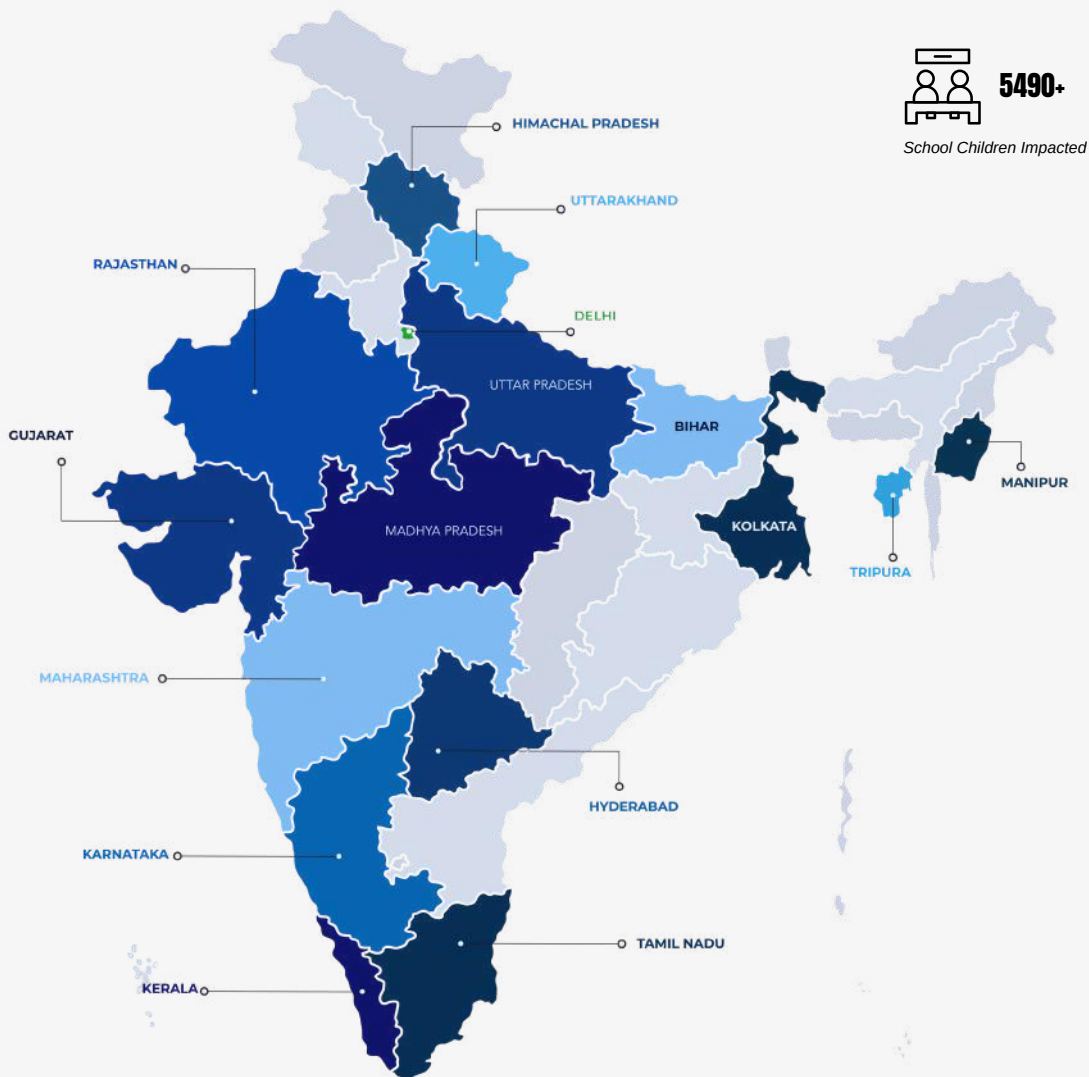 5490+
School Children Impacted
HIMACHAL PRADESH
UTTARAKHAND
RAJASTHAN
DELHI
UTTAR PRADESH
BIHAR
GUJARAT
MANIPUR
KOLKATA
MADHYA PRADESH
TRIPURA
MAHARASHTRA
HYDERABAD
KARNATAKA
TAMIL NADU
KERALA